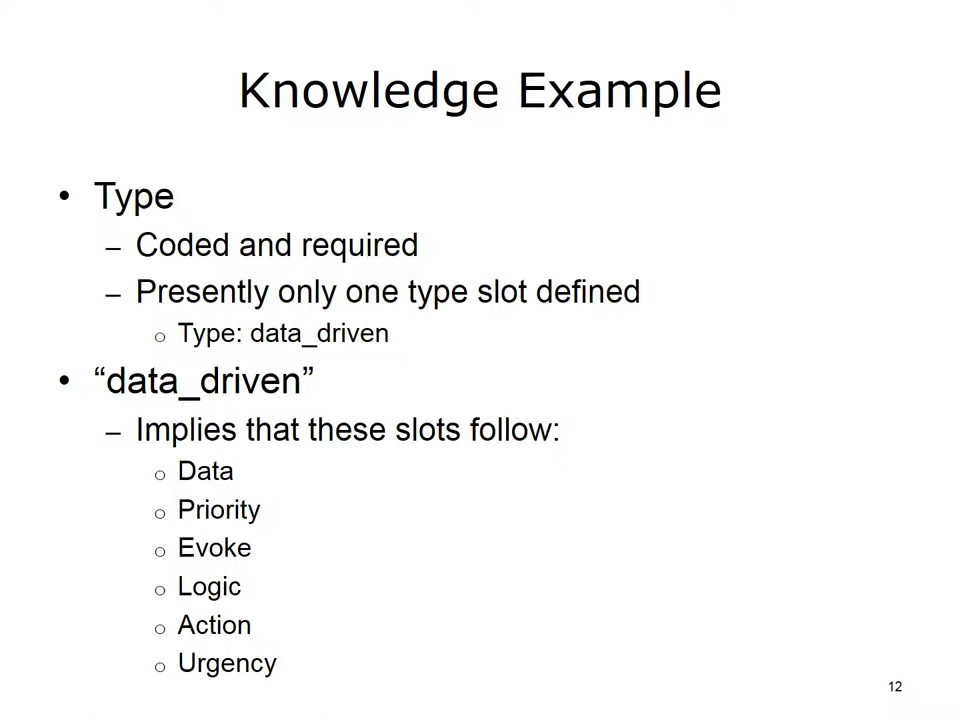 Knowledge Example
• Type
– Coded and required
– Presently only one type slot defined
○ Type: data_driven
• “data_driven”
– Implies that these slots follow:
○ Data
○ Priority
○ Evoke
○ Logic
○ Action
○ Urgency
12